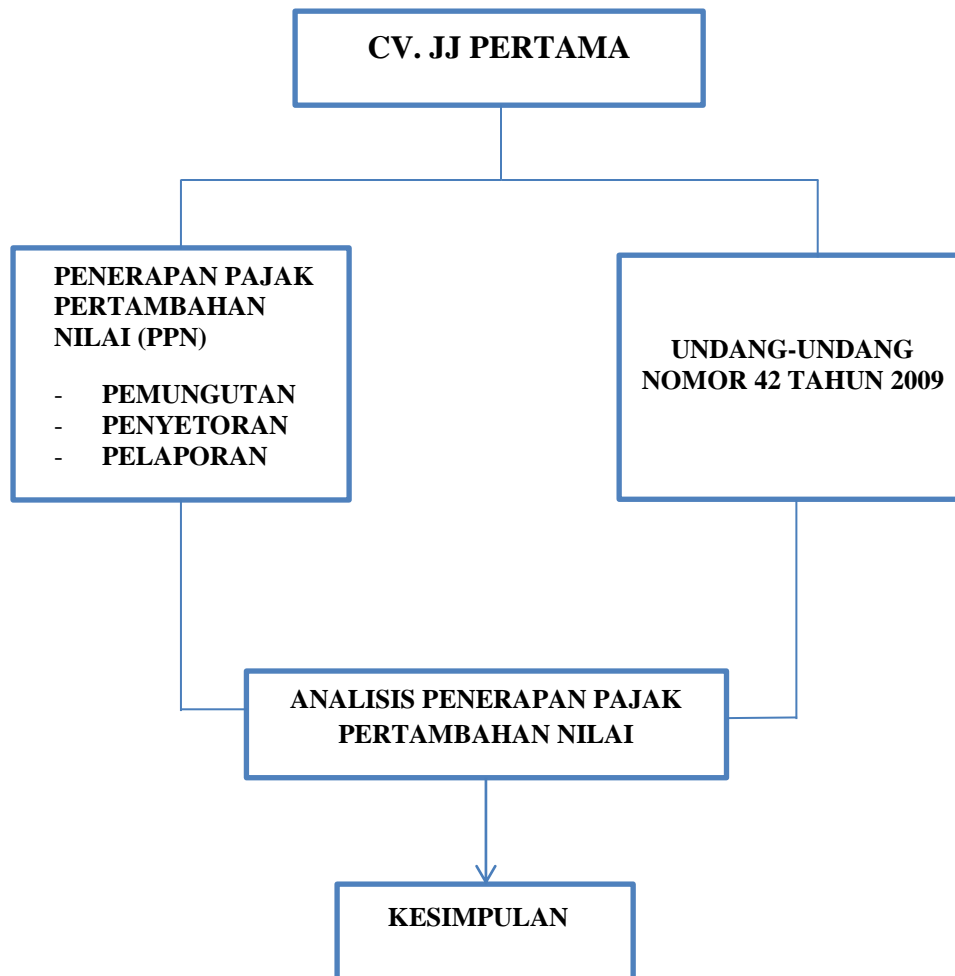 CV. JJ PERTAMA
PENERAPAN PAJAK
PERTAMBAHAN
NILAI (PPN)
- PEMUNGUTAN
- PENYETORAN
- PELAPORAN
UNDANG-UNDANG
NOMOR 42 TAHUN 2009
ANALISIS PENERAPAN PAJAK
PERTAMBAHAN NILAI
KESIMPULAN